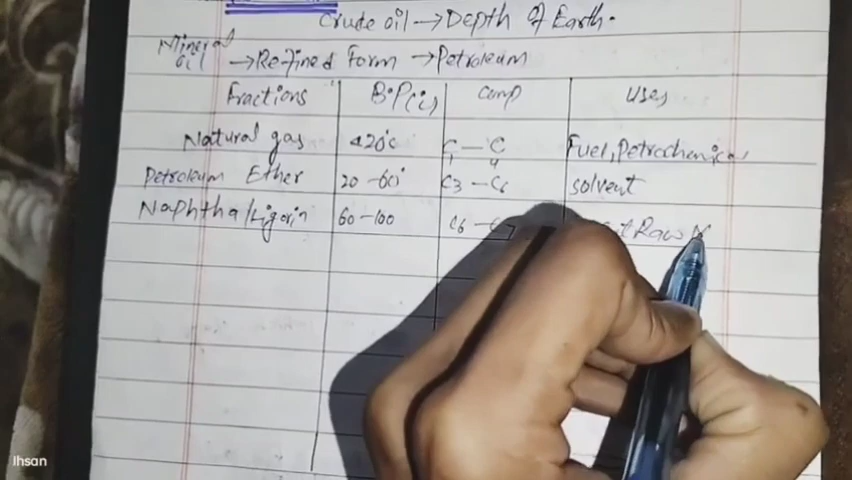 Crude oil → Depth of Earth.
Mineral oil → Refined Form → Petroleum
Fractions B.P(c) Comp Uses
Natural gas <20°C C1 — C4 Fuel, Petrochemical
Petroleum Ether 20 - 60° C3 - C6 solvent
Naphtha/Ligorin 60 - 100 C6 - Raw
Ihsan